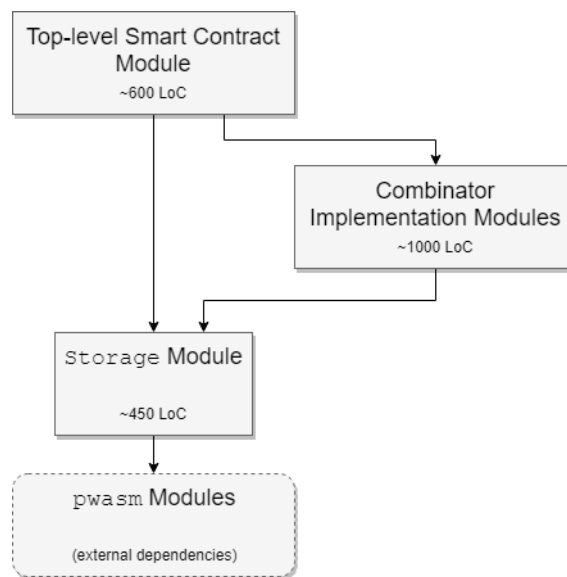 Top-level Smart Contract
Module
~600 LoC
Combinator
Implementation Modules
~1000 LoC
Storage Module
~450 LoC
pwasm Modules
(external dependencies)